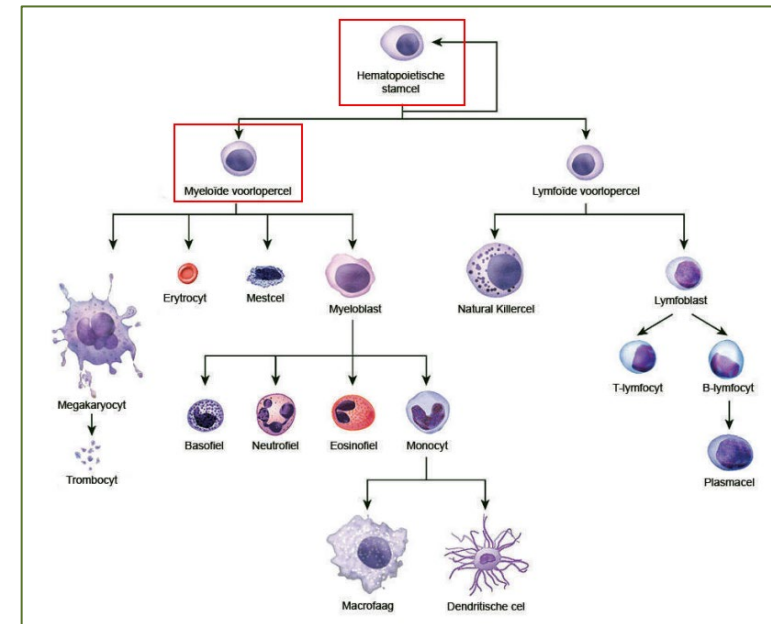 Hematopoietische
stamcel
Myeloïde voorlopercel
Lymfoïde voorlopercel
Erytrocyt
Mestcel
Myeloblast
Natural Killercel
Lymfoblast
Megakaryocyt
Basofiel
Neutrofiel
Eosinofiel
Monocyt
T-lymfocyt
B-lymfocyt
Trombocyt
Plasmacel
Macrofaag
Dendritische cel